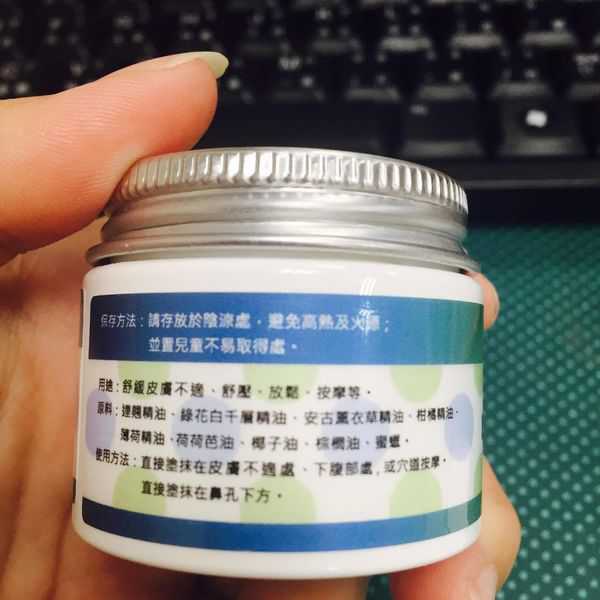 保存方法：請存放於陰涼處，避免高熱及火源；
並置兒童不易取得處。
用途：舒緩皮膚不適、舒壓、放鬆、按摩等。
原料：連翹精油、綠花白千層精油、安古薰衣草精油、柑橘精油、
薄荷精油、荷荷芭油、椰子油、棕櫚油、蜜蠟。
使用方法：直接塗抹在皮膚不適處、下腹部處，或穴道按摩。
直接塗抹在鼻孔下方。